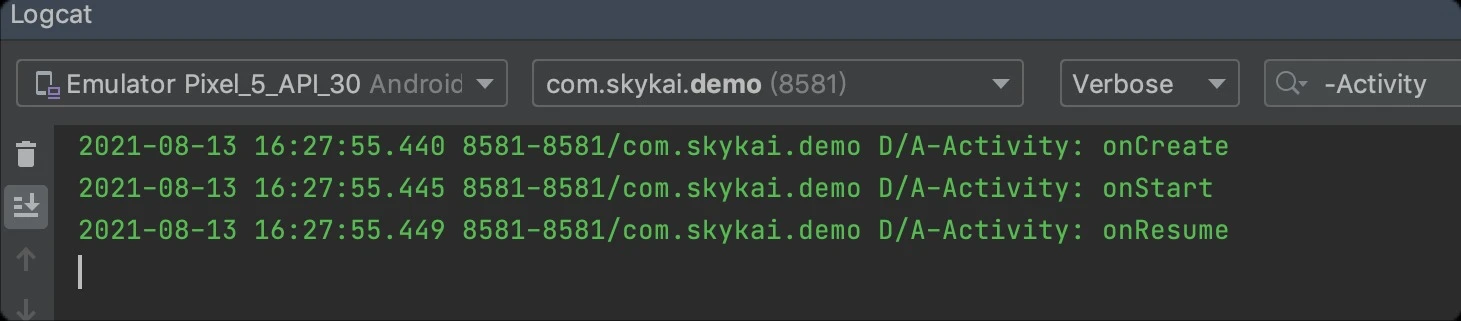 Logcat
Emulator Pixel_5_API_30 Android com.skykai.demo (8581) Verbose -Activity
2021-08-13 16:27:55.440 8581-8581/com.skykai.demo D/A-Activity: onCreate
2021-08-13 16:27:55.445 8581-8581/com.skykai.demo D/A-Activity: onStart
2021-08-13 16:27:55.449 8581-8581/com.skykai.demo D/A-Activity: onResume